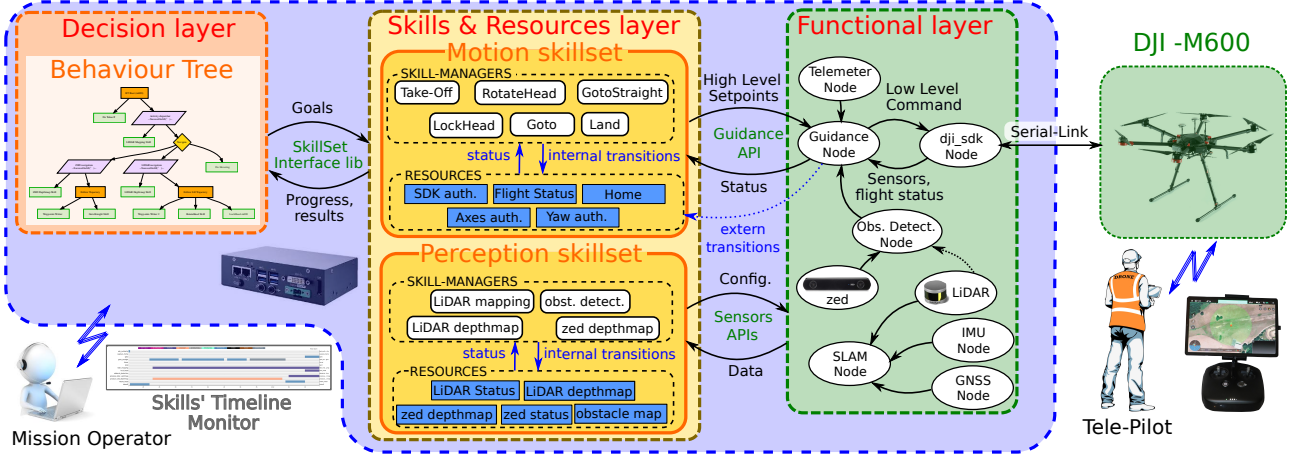 Decision layer
Behaviour Tree
Goals
SkillSet
Interface lib
Progress,
results
Skills & Resources layer
Motion skillset
SKILL-MANAGERS
Take-Off
RotateHead
GotoStraight
LockHead
Goto
Land
status
internal transitions
RESOURCES
SDK auth.
Flight Status
Home
Axes auth.
Yaw auth.
Perception skillset
SKILL-MANAGERS
LiDAR mapping
obst. detect.
LiDAR depthmap
zed depthmap
status
internal transitions
RESOURCES
LiDAR Status
LiDAR depthmap
zed depthmap
zed status
obstacle map
High Level
Setpoints
Guidance
API
Status
extern
transitions
Config.
Sensors
APIs
Data
Functional layer
Telemeter
Node
Low Level
Command
Guidance
Node
dji_sdk
Node
Sensors,
flight status
Obs. Detect.
Node
zed
LiDAR
IMU
Node
SLAM
Node
GNSS
Node
Serial-Link
DJI -M600
DRONE
Tele-Pilot
Skills' Timeline
Monitor
Mission Operator